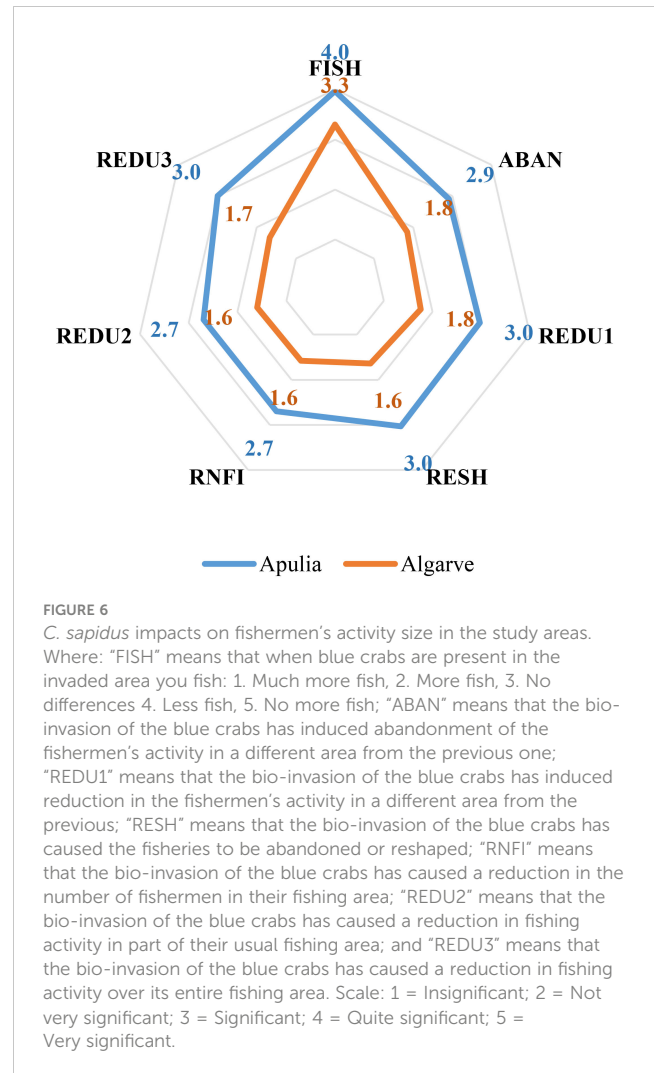 4.0
FISH
3.3
REDU3
3.0
ABAN
2.9
1.7
1.8
REDU2
2.7
1.6
1.8
3.0
REDU1
1.6
1.6
2.7
3.0
RNFI
RESH
Apulia
Algarve
FIGURE 6
C. sapidus impacts on fishermen’s activity size in the study areas.
Where: “FISH” means that when blue crabs are present in the
invaded area you fish: 1. Much more fish, 2. More fish, 3. No
differences 4. Less fish, 5. No more fish; “ABAN” means that the bio-
invasion of the blue crabs has induced abandonment of the
fishermen’s activity in a different area from the previous one;
“REDU1” means that the bio-invasion of the blue crabs has induced
reduction in the fishermen’s activity in a different area from the
previous; “RESH” means that the bio-invasion of the blue crabs has
caused the fisheries to be abandoned or reshaped; “RNFI” means
that the bio-invasion of the blue crabs has caused a reduction in the
number of fishermen in their fishing area; “REDU2” means that the
bio-invasion of the blue crabs has caused a reduction in fishing
activity in part of their usual fishing area; and “REDU3” means that
the bio-invasion of the blue crabs has caused a reduction in fishing
activity over its entire fishing area. Scale: 1 = Insignificant; 2 = Not
very significant; 3 = Significant; 4 = Quite significant; 5 =
Very significant.